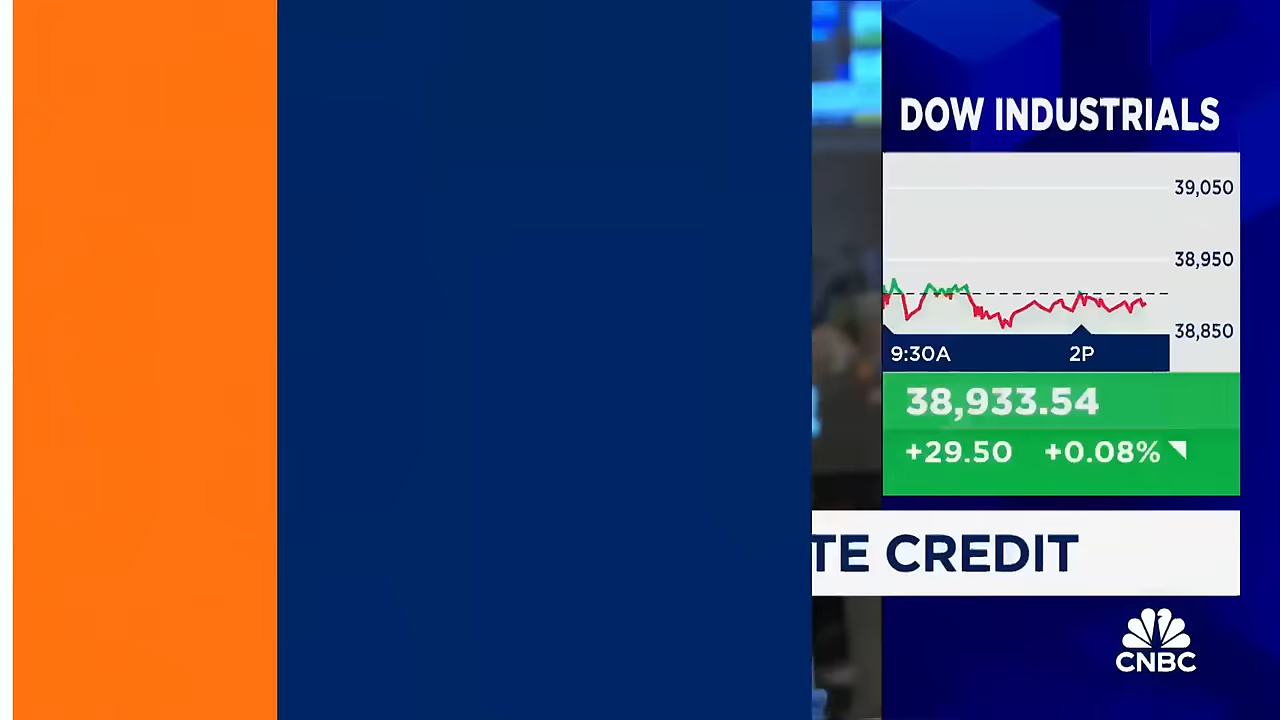 DOW INDUSTRIALS
39,050
38,950
38,850
9:30A 2P
38,933.54
+29.50 +0.08%
TE CREDIT
CNBC